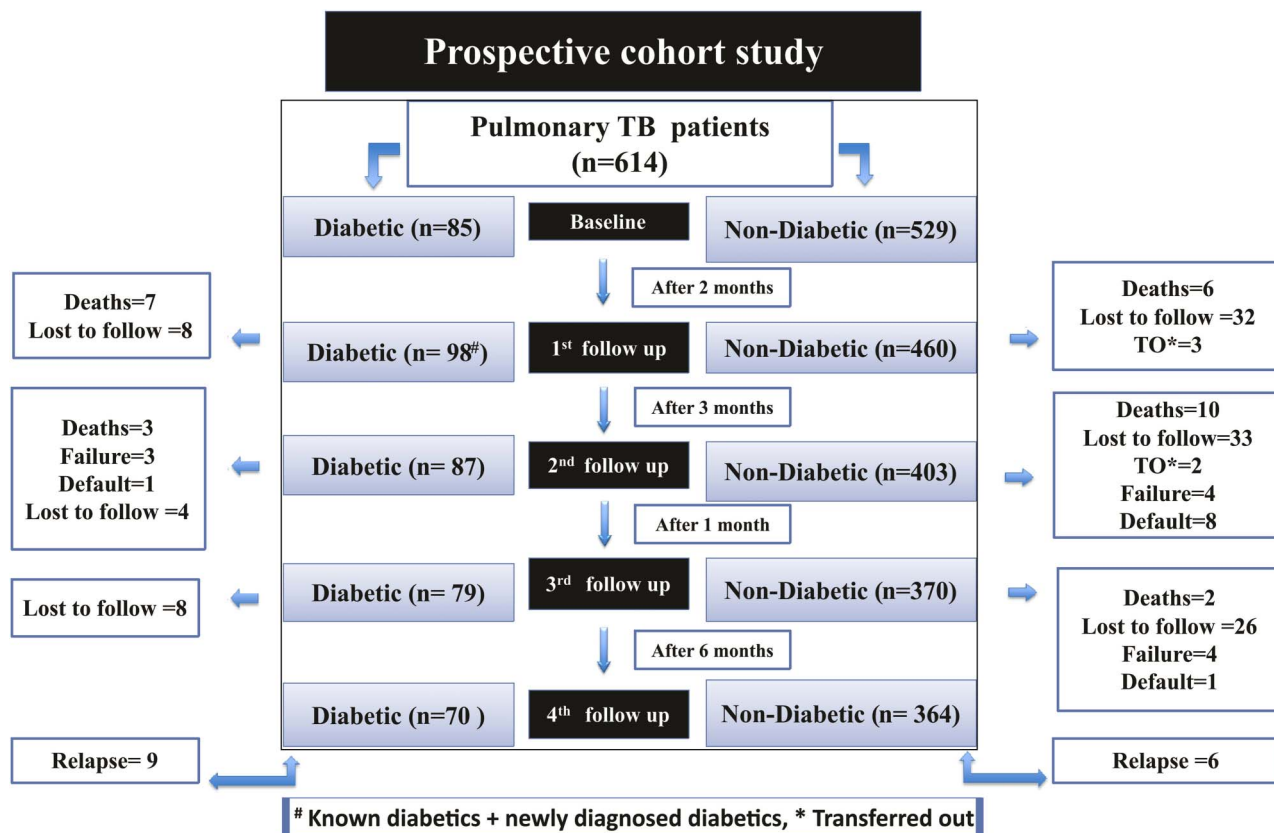 Prospective cohort study
Pulmonary TB patients
(n=614)
Diabetic (n=85)
Baseline
Non-Diabetic (n=529)
After 2 months
Deaths=7
Lost to follow =8
Diabetic (n= 98#)
1st follow up
Non-Diabetic (n=460)
Deaths=6
Lost to follow =32
TO*=3
After 3 months
Deaths=3
Failure=3
Default=1
Lost to follow =4
Diabetic (n= 87)
2nd follow up
Non-Diabetic (n=403)
Deaths=10
Lost to follow=33
TO*=2
Failure=4
Default=8
After 1 month
Lost to follow =8
Diabetic (n= 79)
3rd follow up
Non-Diabetic (n=370)
Deaths=2
Lost to follow =26
Failure=4
Default=1
After 6 months
Diabetic (n=70 )
4th follow up
Non-Diabetic (n= 364)
Relapse= 9
Relapse =6
# Known diabetics + newly diagnosed diabetics, * Transferred out